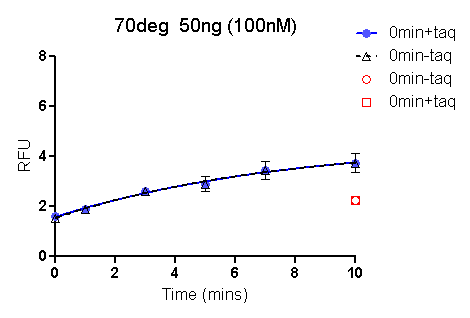 70deg  50ng (100nM)
0min+taq
0min-taq
0min-taq
0min+taq
8
6
4
2
0
RFU
0 2 4 6 8 10
Time (mins)